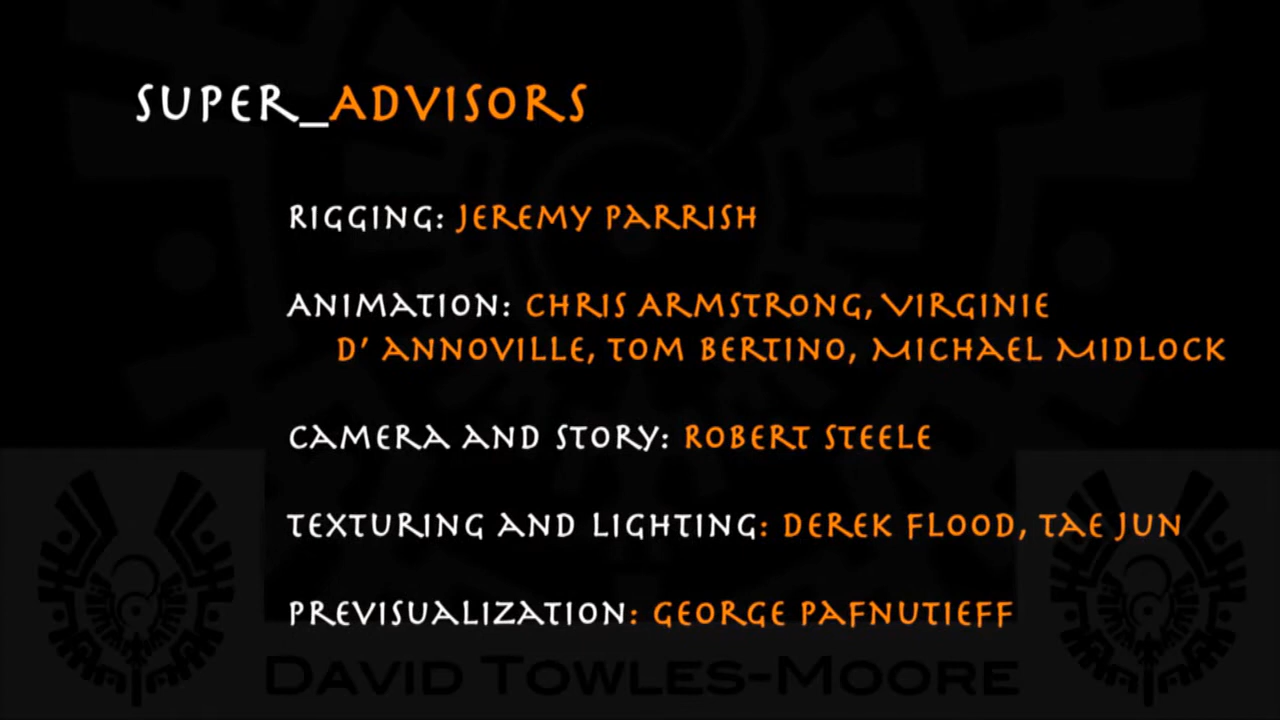 SUPER_ADVISORS
RIGGING: JEREMY PARRISH
ANIMATION: CHRIS ARMSTRONG, VIRGINIE
D' ANNOVILLE, TOM BERTINO, MICHAEL MIDLOCK
CAMERA AND STORY: ROBERT STEELE
TEXTURING AND LIGHTING: DEREK FLOOD, TAE JUN
PREVISUALIZATION: GEORGE PAFNUTIEFF
DAVID TOWLES-MOORE